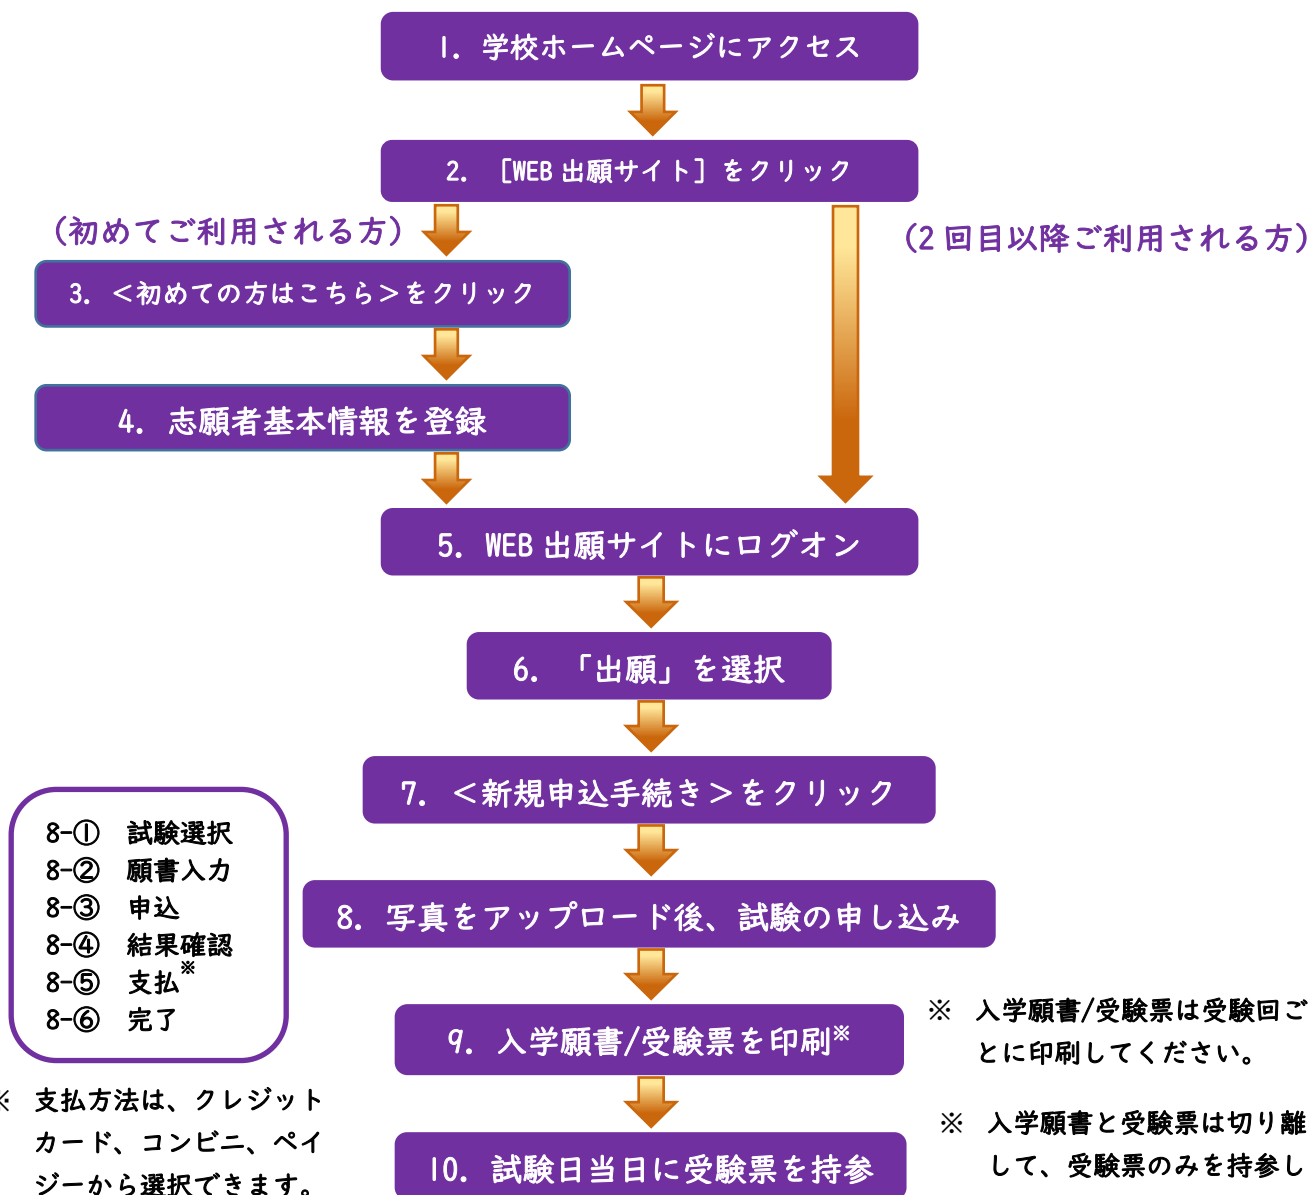 1. 学校ホームページにアクセス
2. [WEB 出願サイト] をクリック
(初めてご利用される方)
(2 回目以降ご利用される方)
3. <初めての方はこちら>をクリック
4. 志願者基本情報を登録
5. WEB 出願サイトにログオン
6. 「出願」を選択
7. <新規申込手続き>をクリック
8-① 試験選択
8-② 願書入力
8-③ 申込
8-④ 結果確認
8-⑤ 支払※
8-⑥ 完了
8. 写真をアップロード後、試験の申し込み
9. 入学願書/受験票を印刷※
※ 入学願書/受験票は受験回ご
とに印刷してください。
※ 支払方法は、クレジット
カード、コンビニ、ペイ
ジーから選択できます。
10. 試験日当日に受験票を持参
※ 入学願書と受験票は切り離
して、受験票のみを持参し